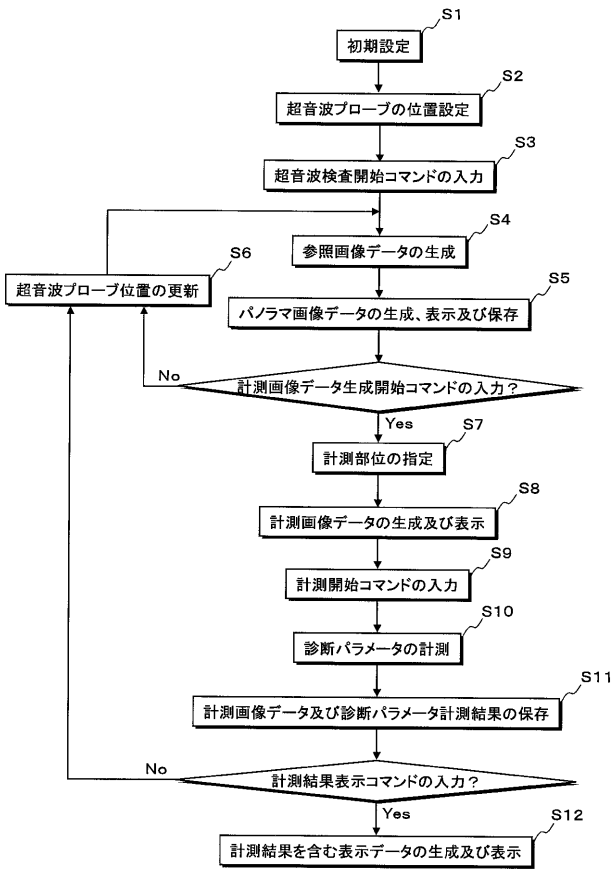 S1
初期設定
S2
超音波プローブの位置設定
S3
超音波検査開始コマンドの入力
S4
参照画像データの生成
S6
超音波プローブ位置の更新
S5
パノラマ画像データの生成、表示及び保存
計測画像データ生成開始コマンドの入力?
No
Yes
S7
計測部位の指定
S8
計測画像データの生成及び表示
S9
計測開始コマンドの入力
S10
診断パラメータの計測
S11
計測画像データ及び診断パラメータ計測結果の保存
計測結果表示コマンドの入力?
No
Yes
S12
計測結果を含む表示データの生成及び表示